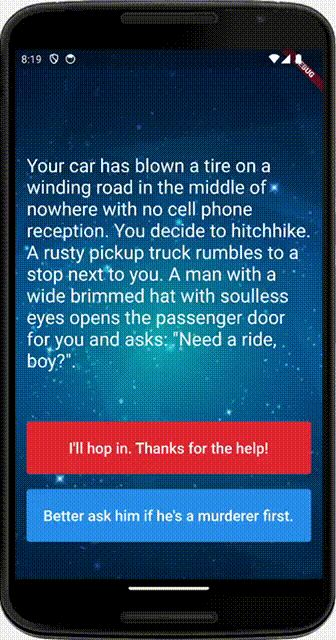 8:19
DEBUG
Your car has blown a tire on a
winding road in the middle of
nowhere with no cell phone
reception. You decide to hitchhike.
A rusty pickup truck rumbles to a
stop next to you. A man with a
wide brimmed hat with soulless
eyes opens the passenger door
for you and asks: "Need a ride,
boy?".
I'll hop in. Thanks for the help!
Better ask him if he's a murderer first.